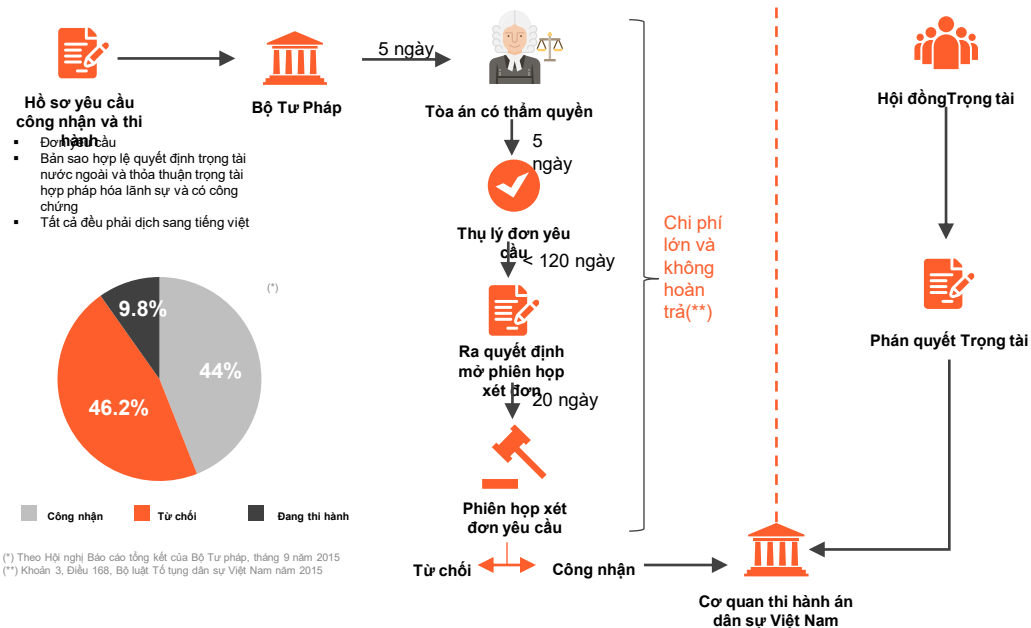 Hồ sơ yêu cầu
công nhận và thi
hành
▪ Đơn yêu cầu
▪ Bản sao hợp lệ quyết định trọng tài
nước ngoài và thỏa thuận trọng tài
hợp pháp hóa lãnh sự và có công
chứng
▪ Tất cả đều phải dịch sang tiếng việt
Bộ Tư Pháp
5 ngày
Tòa án có thẩm quyền
5
ngày
Thụ lý đơn yêu
cầu
< 120 ngày
Ra quyết định
mở phiên họp
xét đơn
20 ngày
Phiên họp xét
đơn yêu cầu
Từ chối
Công nhận
Chi phí
lớn và
không
hoàn
trả(**)
Hội đồngTrọng tài
Phán quyết Trọng tài
Cơ quan thi hành án
dân sự Việt Nam
(*)
9.8%
44%
46.2%
Công nhận
Từ chối
Đang thi hành
(*) Theo Hội nghị Báo cáo tổng kết của Bộ Tư pháp, tháng 9 năm 2015
(**) Khoản 3, Điều 168, Bộ luật Tố tụng dân sự Việt Nam năm 2015